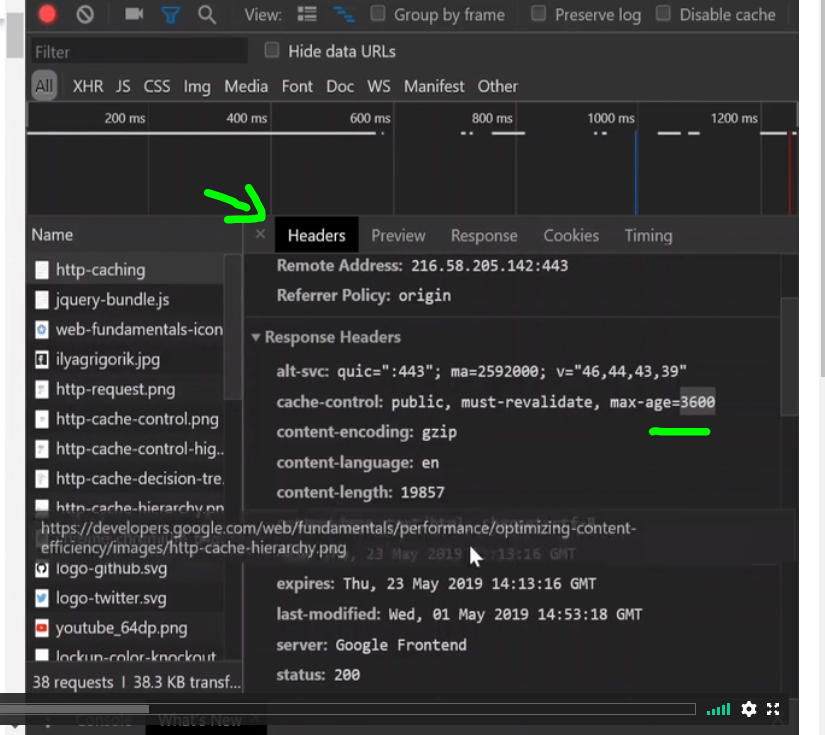 View: Group by frame Preserve log Disable cache
Filter Hide data URLs
All XHR JS CSS Img Media Font Doc WS Manifest Other
200 ms 400 ms 600 ms 800 ms 1000 ms 1200 ms
Name
× Headers Preview Response Cookies Timing
http-caching
jquery-bundle.js
web-fundamentals-icon
ilyagrigorik.jpg
http-request.png
http-cache-control.png
http-cache-control-hig...
http-cache-decision-tre.
http-cache-hierarchy.pn
https://developers.google.com/web/fundamentals/performance/optimizing-content-
efficiency/images/http-cache-hierarchy.png
logo-github.svg
logo-twitter.svg
youtube_64dp.png
lockup-color-knockout
38 requests | 38.3 KB transf...
Remote Address: 216.58.205.142:443
Referrer Policy: origin
Response Headers
alt-svc: quic=":443"; ma=2592000; v="46,44,43,39"
cache-control: public, must-revalidate, max-age=3600
content-encoding: gzip
content-language: en
content-length: 19857
23 May 2019 13:13:16 GMT
expires: Thu, 23 May 2019 14:13:16 GMT
last-modified: Wed, 01 May 2019 14:53:18 GMT
server: Google Frontend
status: 200
Console What's New ×